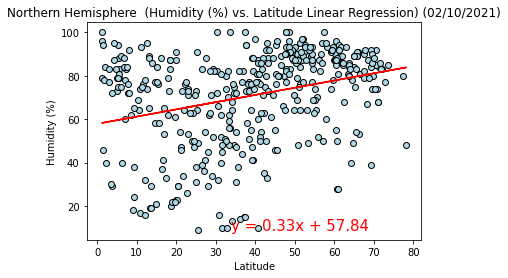 Northern Hemisphere  (Humidity (%) vs. Latitude Linear Regression) (02/10/2021)
100
80
60
40
20
Humidity (%)
y = 0.33x + 57.84
0 10 20 30 40 50 60 70 80
Latitude